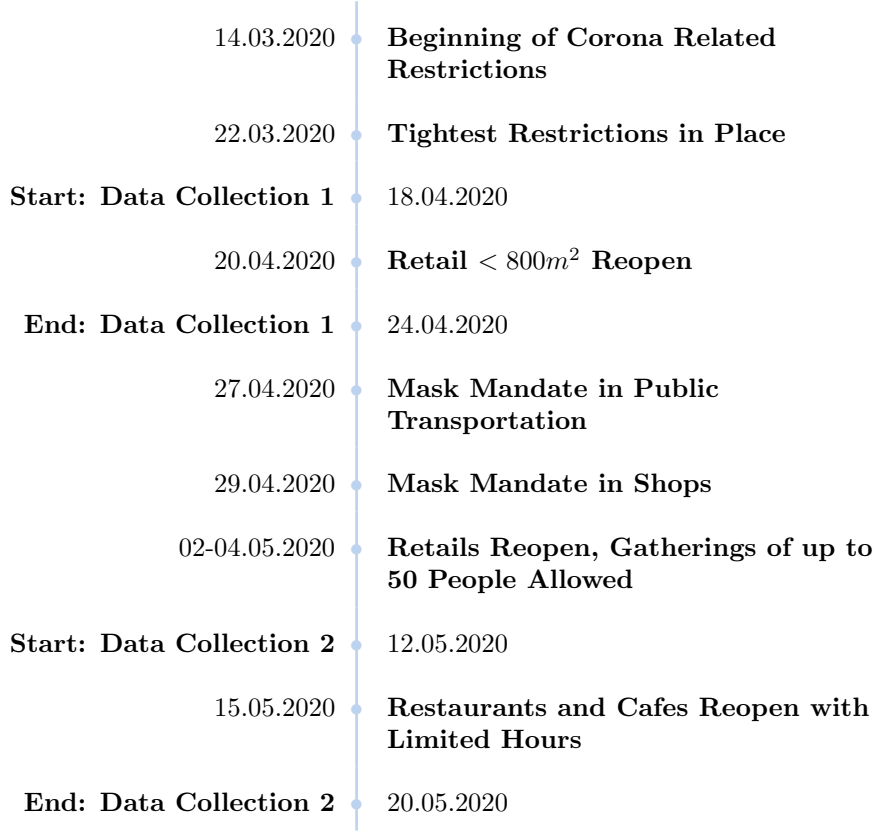 14.03.2020 Beginning of Corona Related
Restrictions
22.03.2020 Tightest Restrictions in Place
Start: Data Collection 1 18.04.2020
20.04.2020 Retail < 800m² Reopen
End: Data Collection 1 24.04.2020
27.04.2020 Mask Mandate in Public
Transportation
29.04.2020 Mask Mandate in Shops
02-04.05.2020 Retails Reopen, Gatherings of up to
50 People Allowed
Start: Data Collection 2 12.05.2020
15.05.2020 Restaurants and Cafes Reopen with
Limited Hours
End: Data Collection 2 20.05.2020